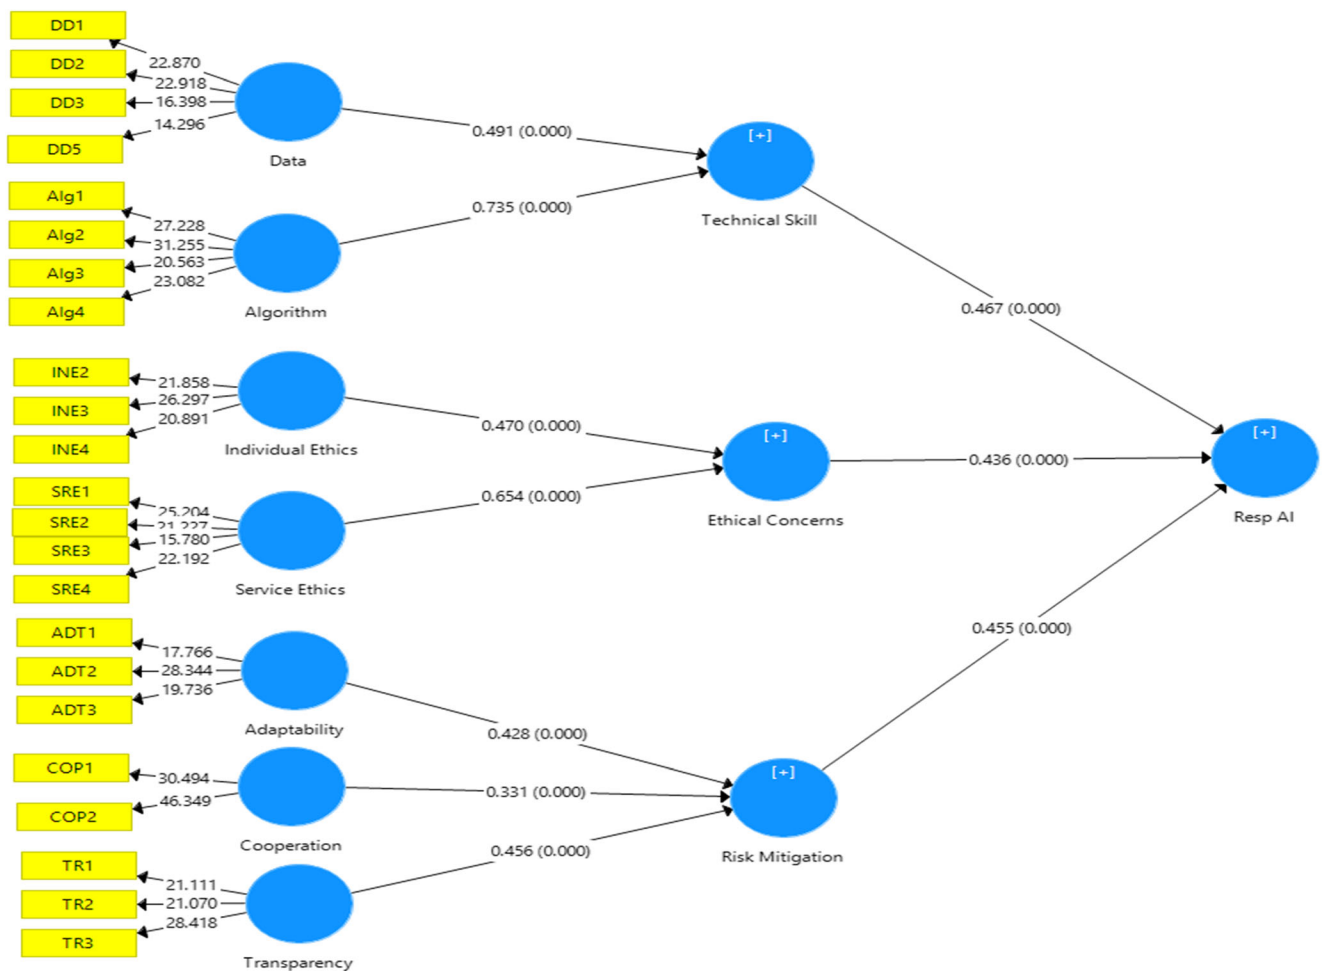 DD1
DD2
DD3
DD5
22.870
22.918
16.398
14.296
Data
Alg1
Alg2
Alg3
Alg4
27.228
31.255
20.563
23.082
Algorithm
INE2
INE3
INE4
21.858
26.297
20.891
Individual Ethics
SRE1
SRE2
SRE3
SRE4
25.204
21.227
15.780
22.192
Service Ethics
ADT1
ADT2
ADT3
17.766
28.344
19.736
Adaptability
COP1
COP2
30.494
46.349
Cooperation
TR1
TR2
TR3
21.111
21.070
28.418
Transparency
0.491 (0.000)
0.735 (0.000)
[+]
Technical Skill
0.470 (0.000)
0.654 (0.000)
[+]
Ethical Concerns
0.428 (0.000)
0.331 (0.000)
0.456 (0.000)
[+]
Risk Mitigation
0.467 (0.000)
0.436 (0.000)
0.455 (0.000)
[+]
Resp AI